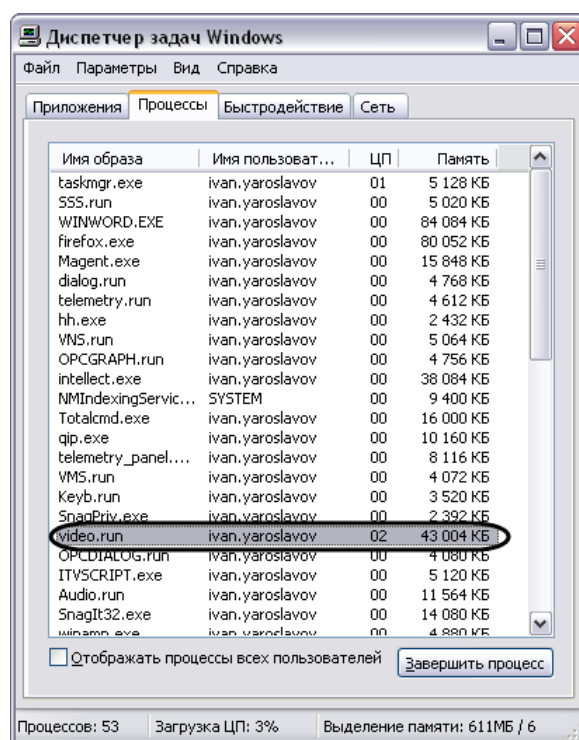 Диспетчер задач Windows
Файл Параметры Вид Справка
Приложения Процессы Быстродействие Сеть
Имя образа Имя пользоват... ЦП Память
taskmgr.exe ivan.yaroslavov 01 5 128 КБ
SSS.run ivan.yaroslavov 00 5 020 КБ
WINWORD.EXE ivan.yaroslavov 00 84 084 КБ
firefox.exe ivan.yaroslavov 00 80 052 КБ
Magent.exe ivan.yaroslavov 00 15 848 КБ
dialog.run ivan.yaroslavov 00 4 768 КБ
telemetry.run ivan.yaroslavov 00 4 612 КБ
hh.exe ivan.yaroslavov 00 2 432 КБ
VNS.run ivan.yaroslavov 00 5 064 КБ
OPCGRAPH.run ivan.yaroslavov 00 4 756 КБ
intellect.exe ivan.yaroslavov 00 38 084 КБ
NMIndexingServic... SYSTEM 00 9 400 КБ
Totalcmd.exe ivan.yaroslavov 00 16 000 КБ
qip.exe ivan.yaroslavov 00 10 160 КБ
telemetry_panel.... ivan.yaroslavov 00 8 116 КБ
VMS.run ivan.yaroslavov 00 4 072 КБ
Keyb.run ivan.yaroslavov 00 3 520 КБ
SnagPriv.exe ivan.yaroslavov 00 2 392 КБ
video.run ivan.yaroslavov 02 43 004 КБ
OPCDIALOG.run ivan.yaroslavov 00 4 080 КБ
ITVSCRIPT.exe ivan.yaroslavov 00 5 120 КБ
Audio.run ivan.yaroslavov 00 11 564 КБ
SnagIt32.exe ivan.yaroslavov 00 14 080 КБ
winamp.exe ivan.yaroslavov 00 4 880 КБ
Отображать процессы всех пользователей Завершить процесс
Процессов: 53 Загрузка ЦП: 3% Выделение памяти: 611МБ / 6